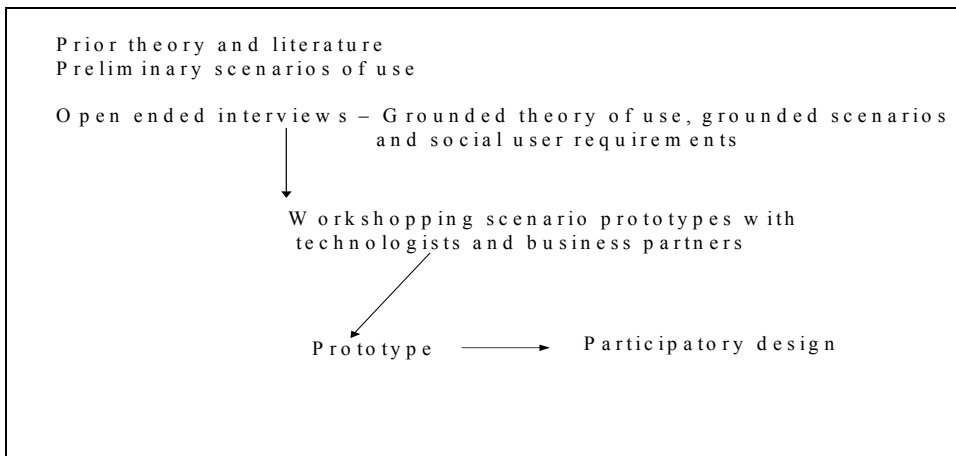 Prior theory and literature
Preliminary scenarios of use
Open ended interviews – Grounded theory of use, grounded scenarios
and social user requirements
Workshopping scenario prototypes with
technologists and business partners
Prototype
Participatory design